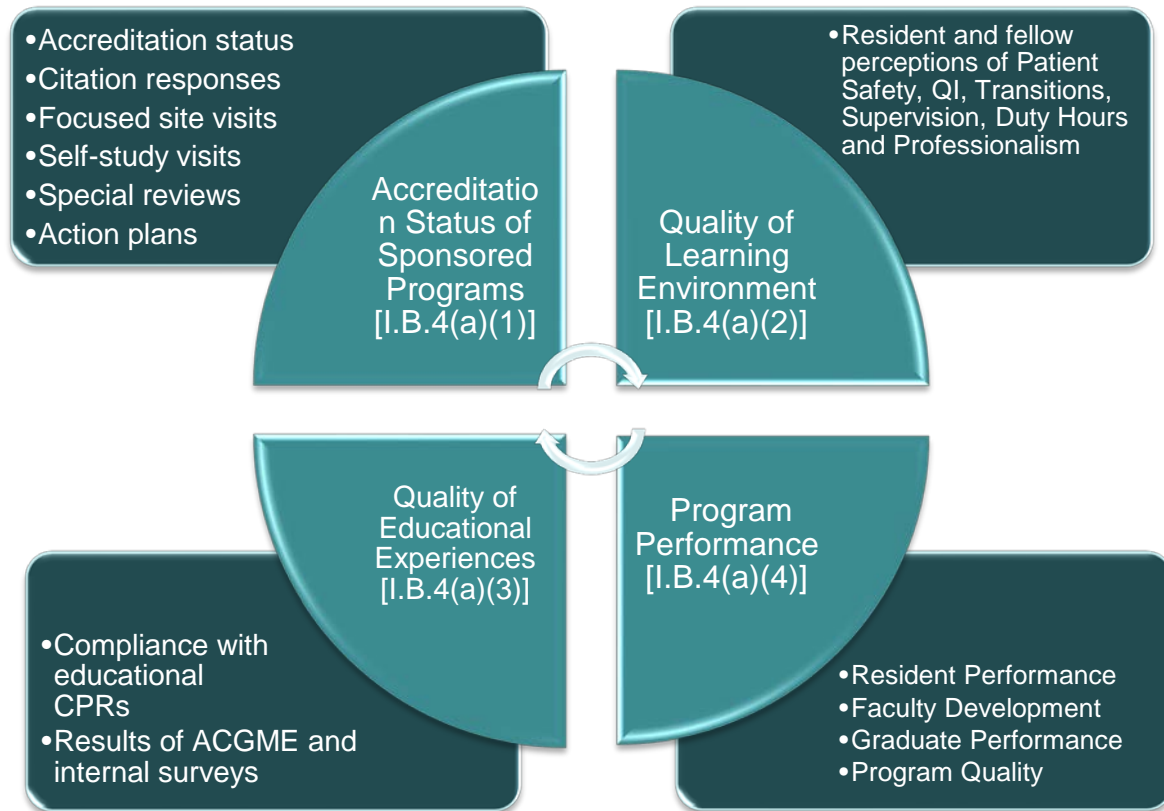 •Accreditation status
•Citation responses
•Focused site visits
•Self-study visits
•Special reviews
•Action plans
Accreditatio
n Status of
Sponsored
Programs
[I.B.4(a)(1)]
•Resident and fellow
perceptions of Patient
Safety, QI, Transitions,
Supervision, Duty Hours
and Professionalism
Quality of
Learning
Environment
[I.B.4(a)(2)]
Quality of
Educational
Experiences
[I.B.4(a)(3)]
•Compliance with
educational
CPRs
•Results of ACGME and
internal surveys
Program
Performance
[I.B.4(a)(4)]
•Resident Performance
•Faculty Development
•Graduate Performance
•Program Quality